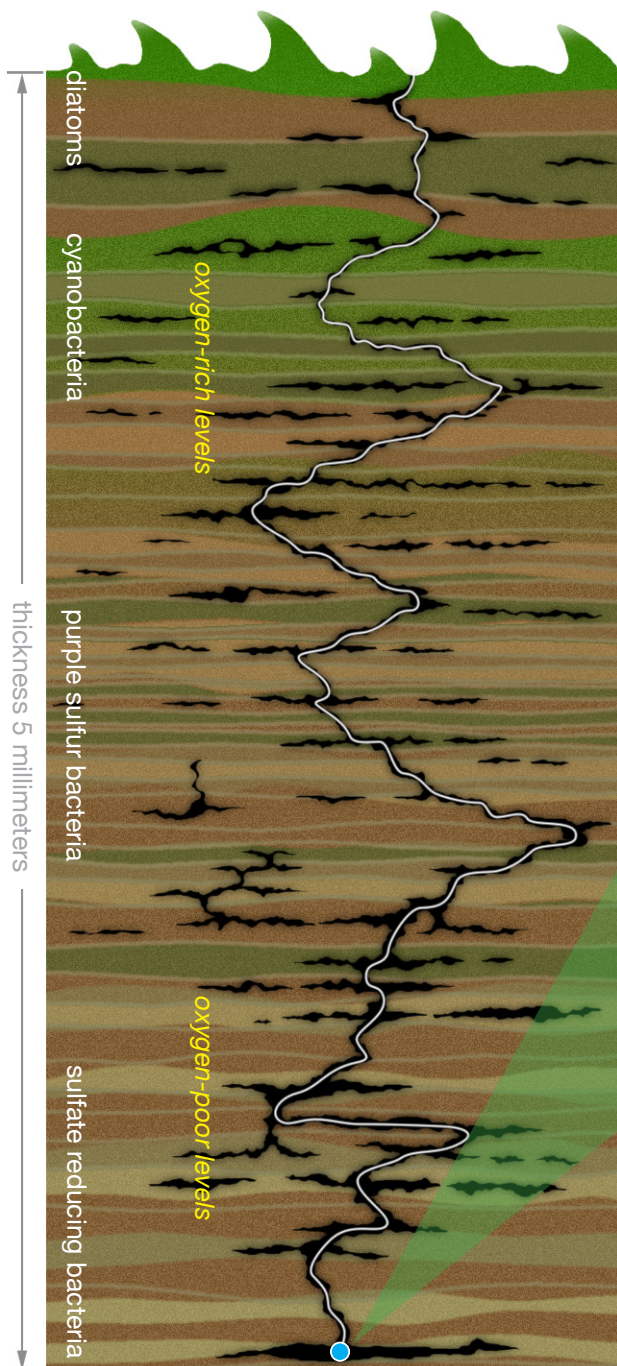 diatoms
cyanobacteria
oxygen-rich levels
purple sulfur bacteria
thickness 5 millimeters
oxygen-poor levels
sulfate reducing bacteria